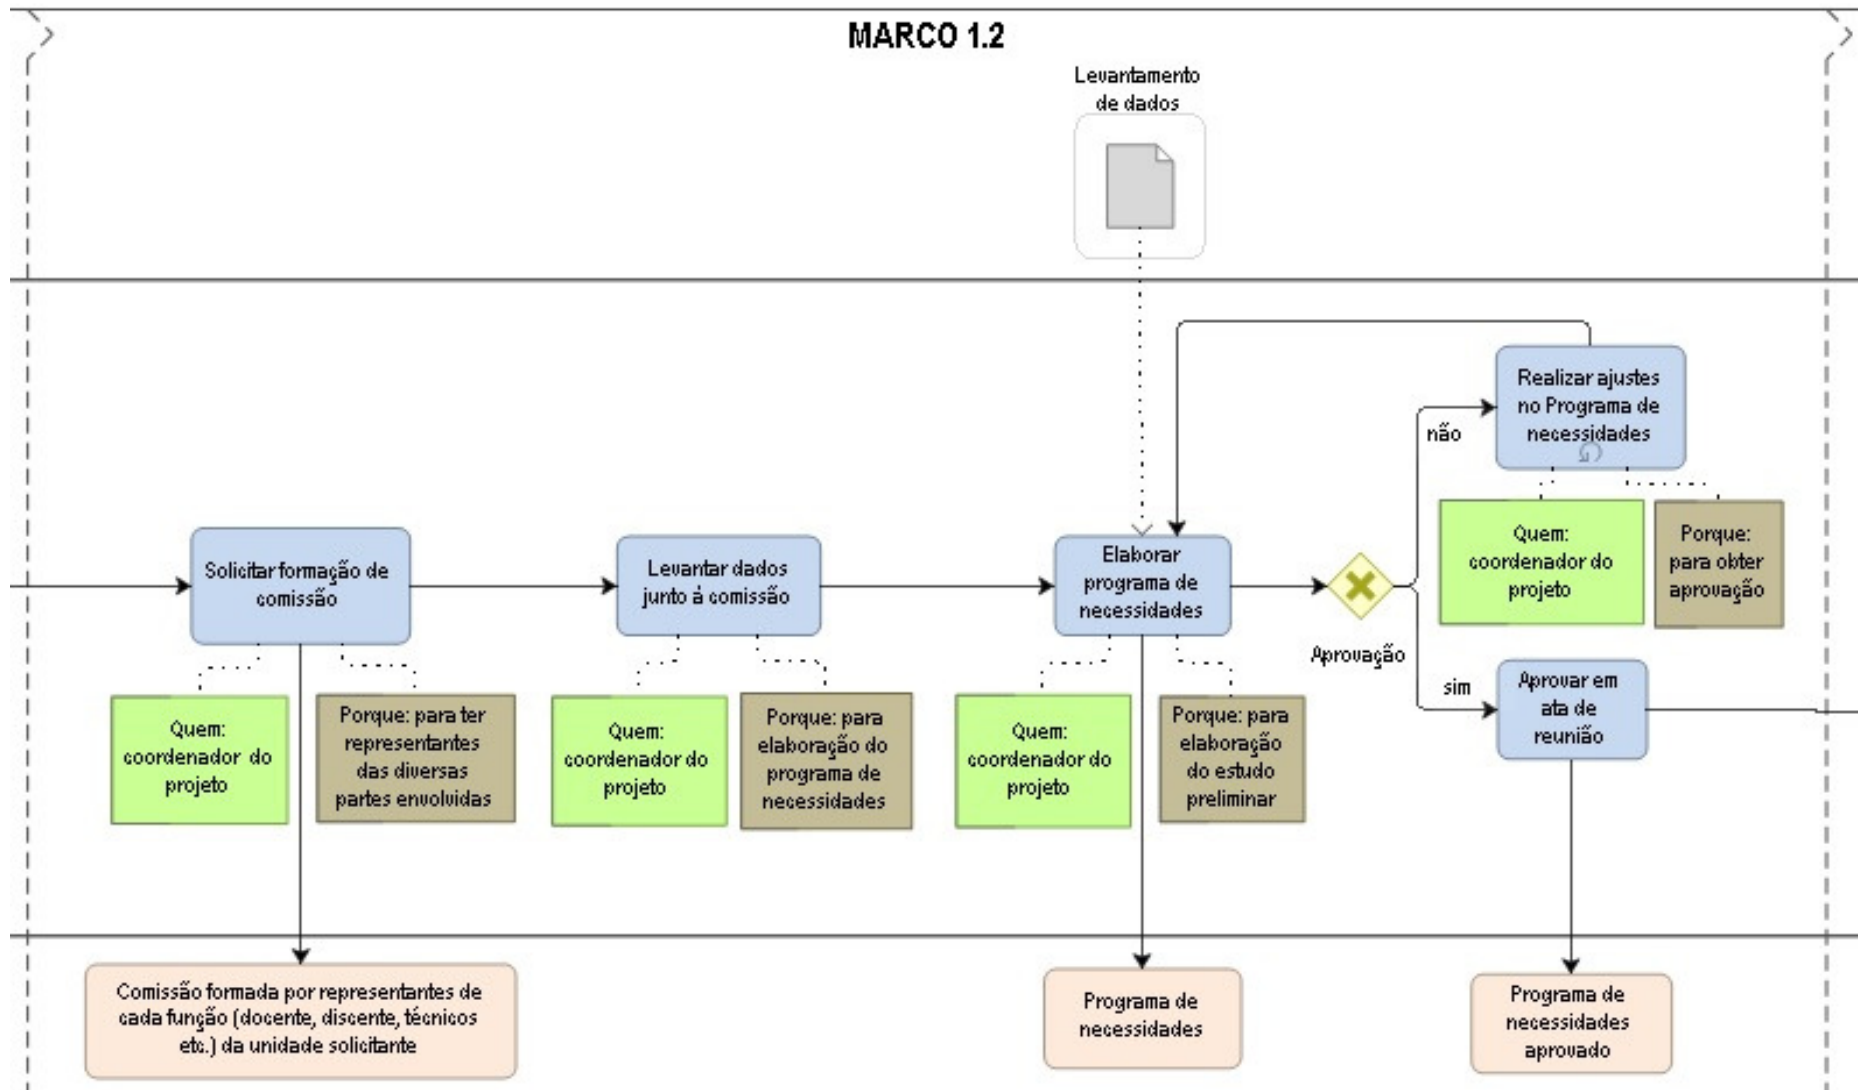 MARCO 1.2
Levantamento
de dados
Solicitar formação de
comissão
Quem:
coordenador do
projeto
Porque: para ter
representantes
das diversas
partes envolvidas
Levantar dados
junto à comissão
Quem:
coordenador do
projeto
Porque: para
elaboração do
programa de
necessidades
Elaborar
programa de
necessidades
Quem:
coordenador do
projeto
Porque: para
elaboração
do estudo
preliminar
Aprovação
não
Realizar ajustes
no Programa de
necessidades
Quem:
coordenador do
projeto
Porque:
para obter
aprovação
sim
Aprovar em
ata de
reunião
Comissão formada por representantes de
cada função (docente, discente, técnicos
etc.) da unidade solicitante
Programa de
necessidades
Programa de
necessidades
aprovado